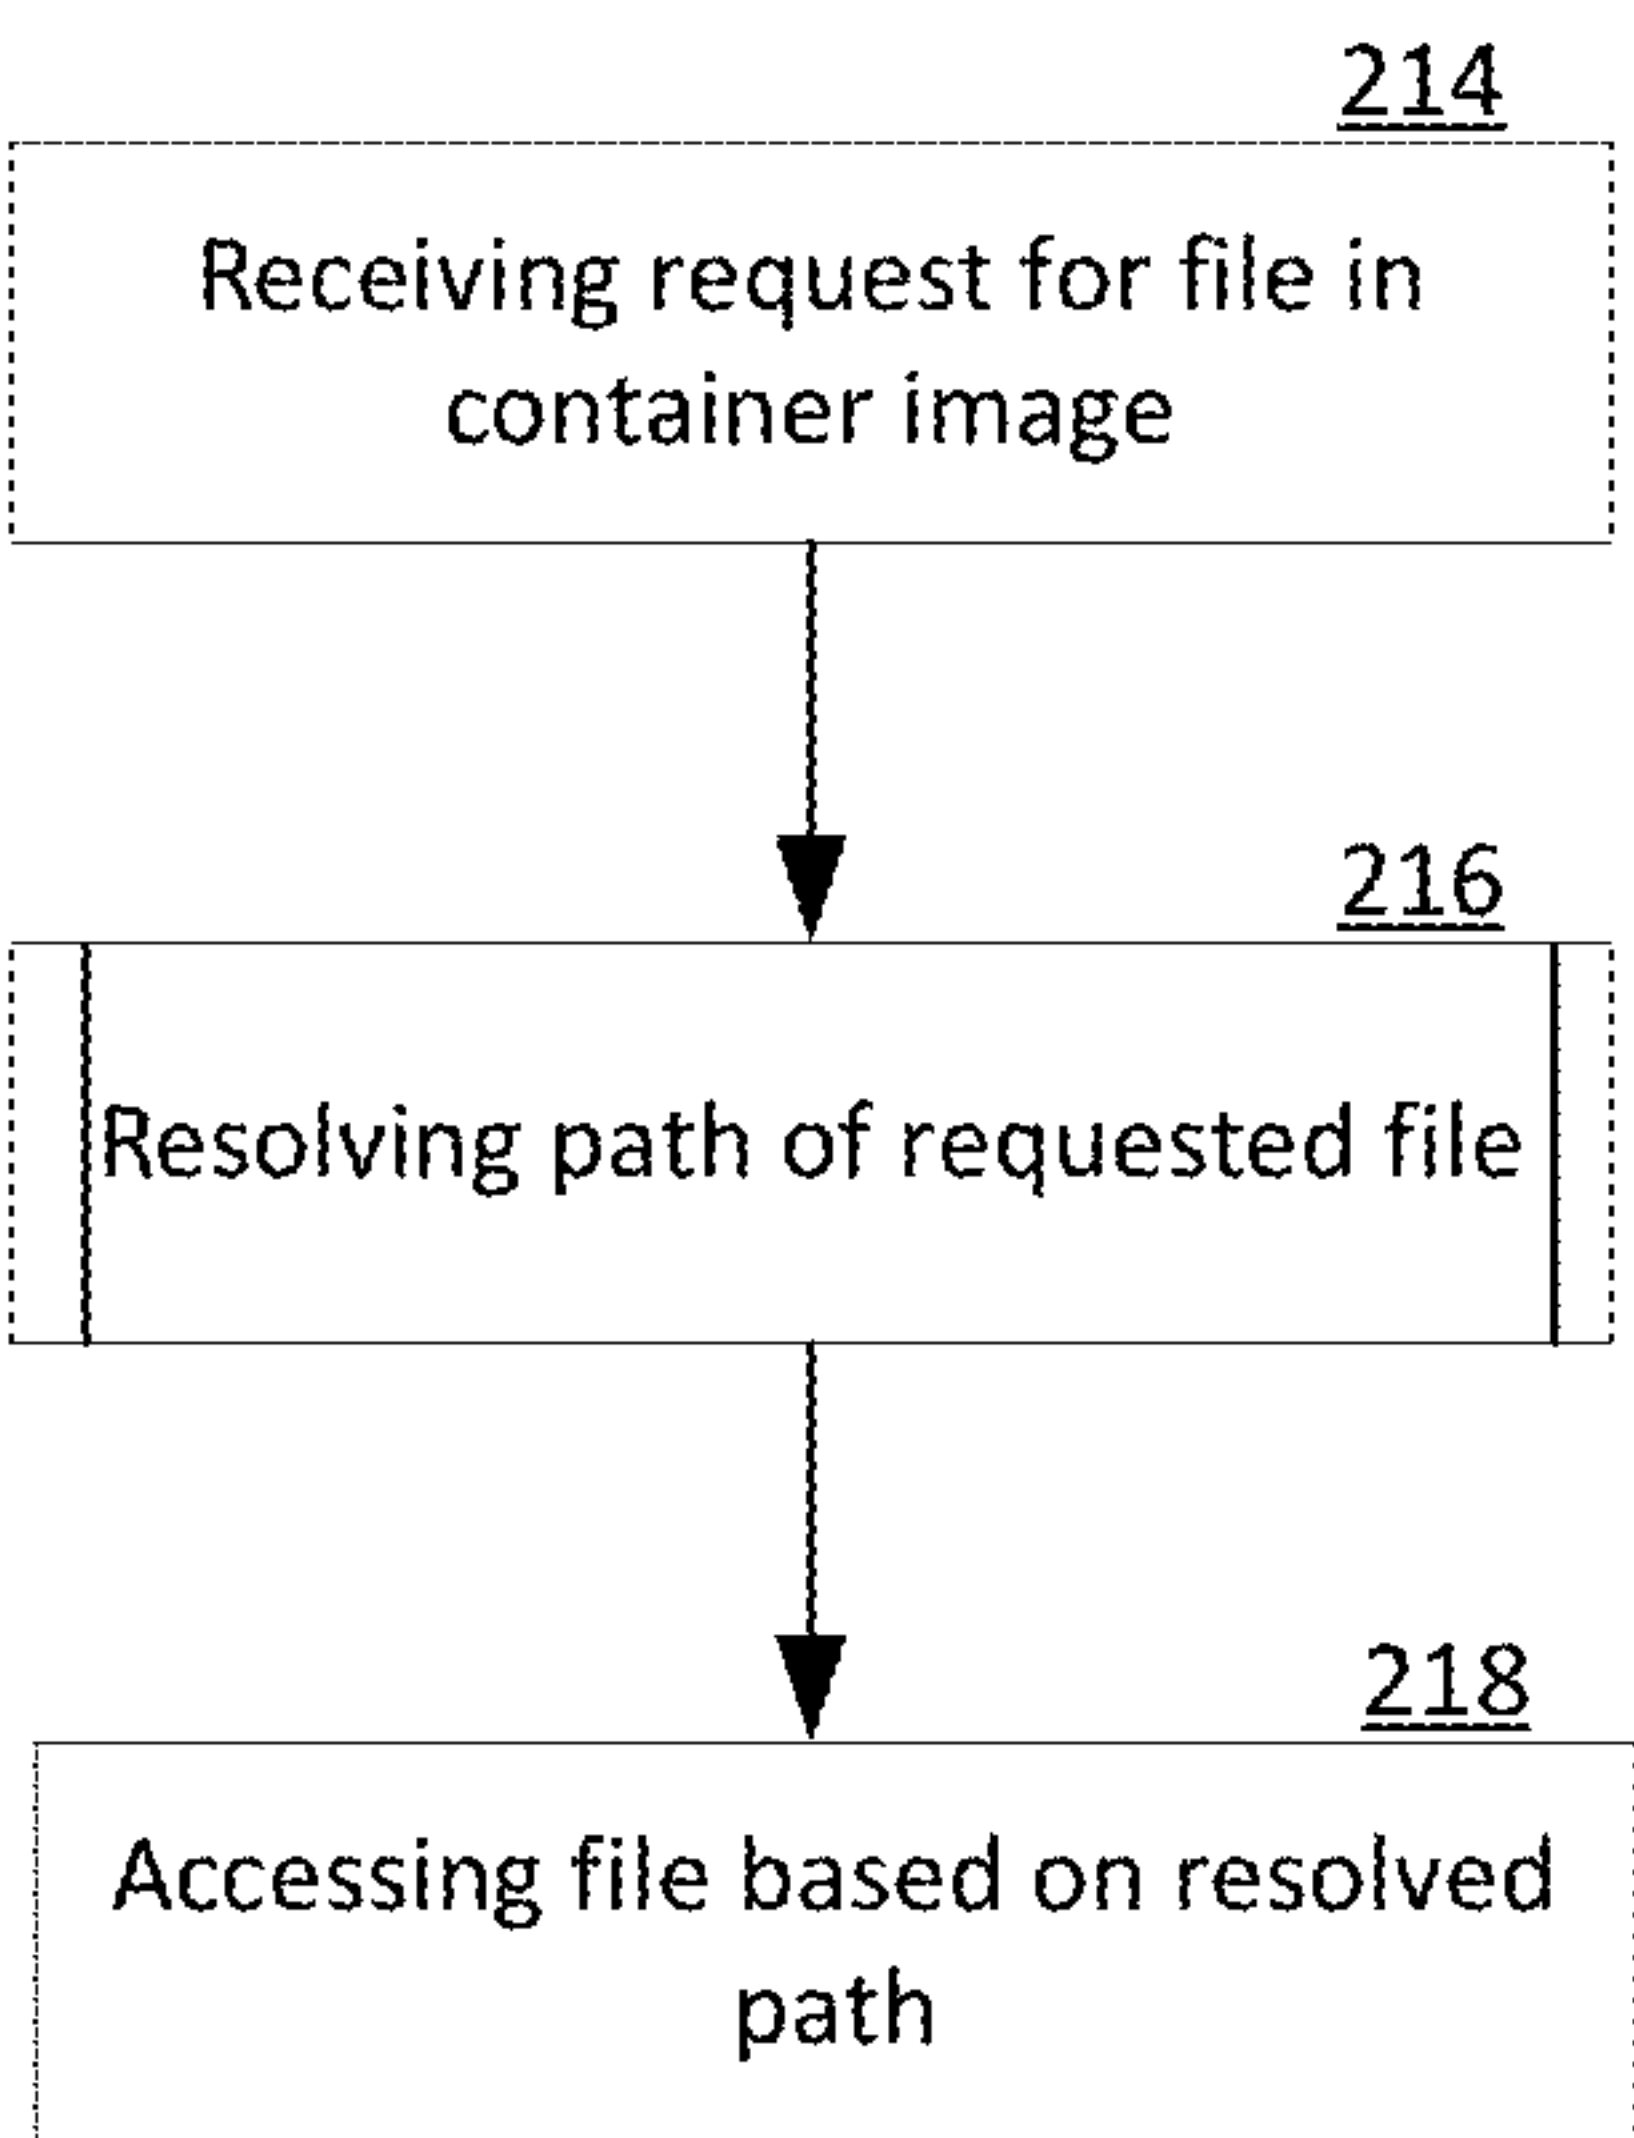 214
Receiving request for file in
container image
216
Resolving path of requested file
218
Accessing file based on resolved
path